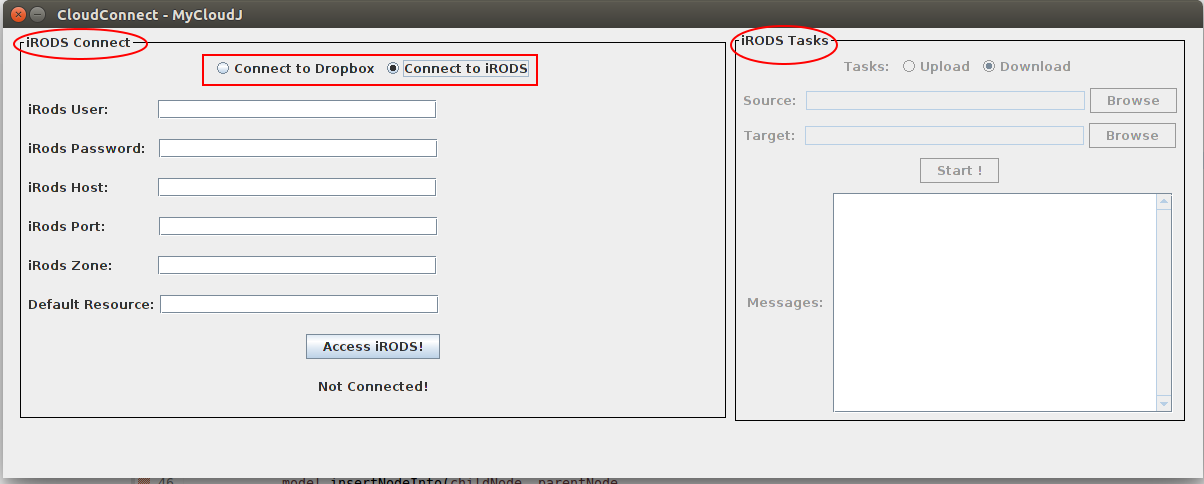 CloudConnect - MyCloudJ
iRODS Connect
Connect to Dropbox Connect to iRODS
iRods User:
iRods Password:
iRods Host:
iRods Port:
iRods Zone:
Default Resource:
Access iRODS!
Not Connected!
iRODS Tasks
Tasks: Upload Download
Source: Browse
Target: Browse
Start !
Messages:
46 model.insertNodeInto(childNode, parentNode